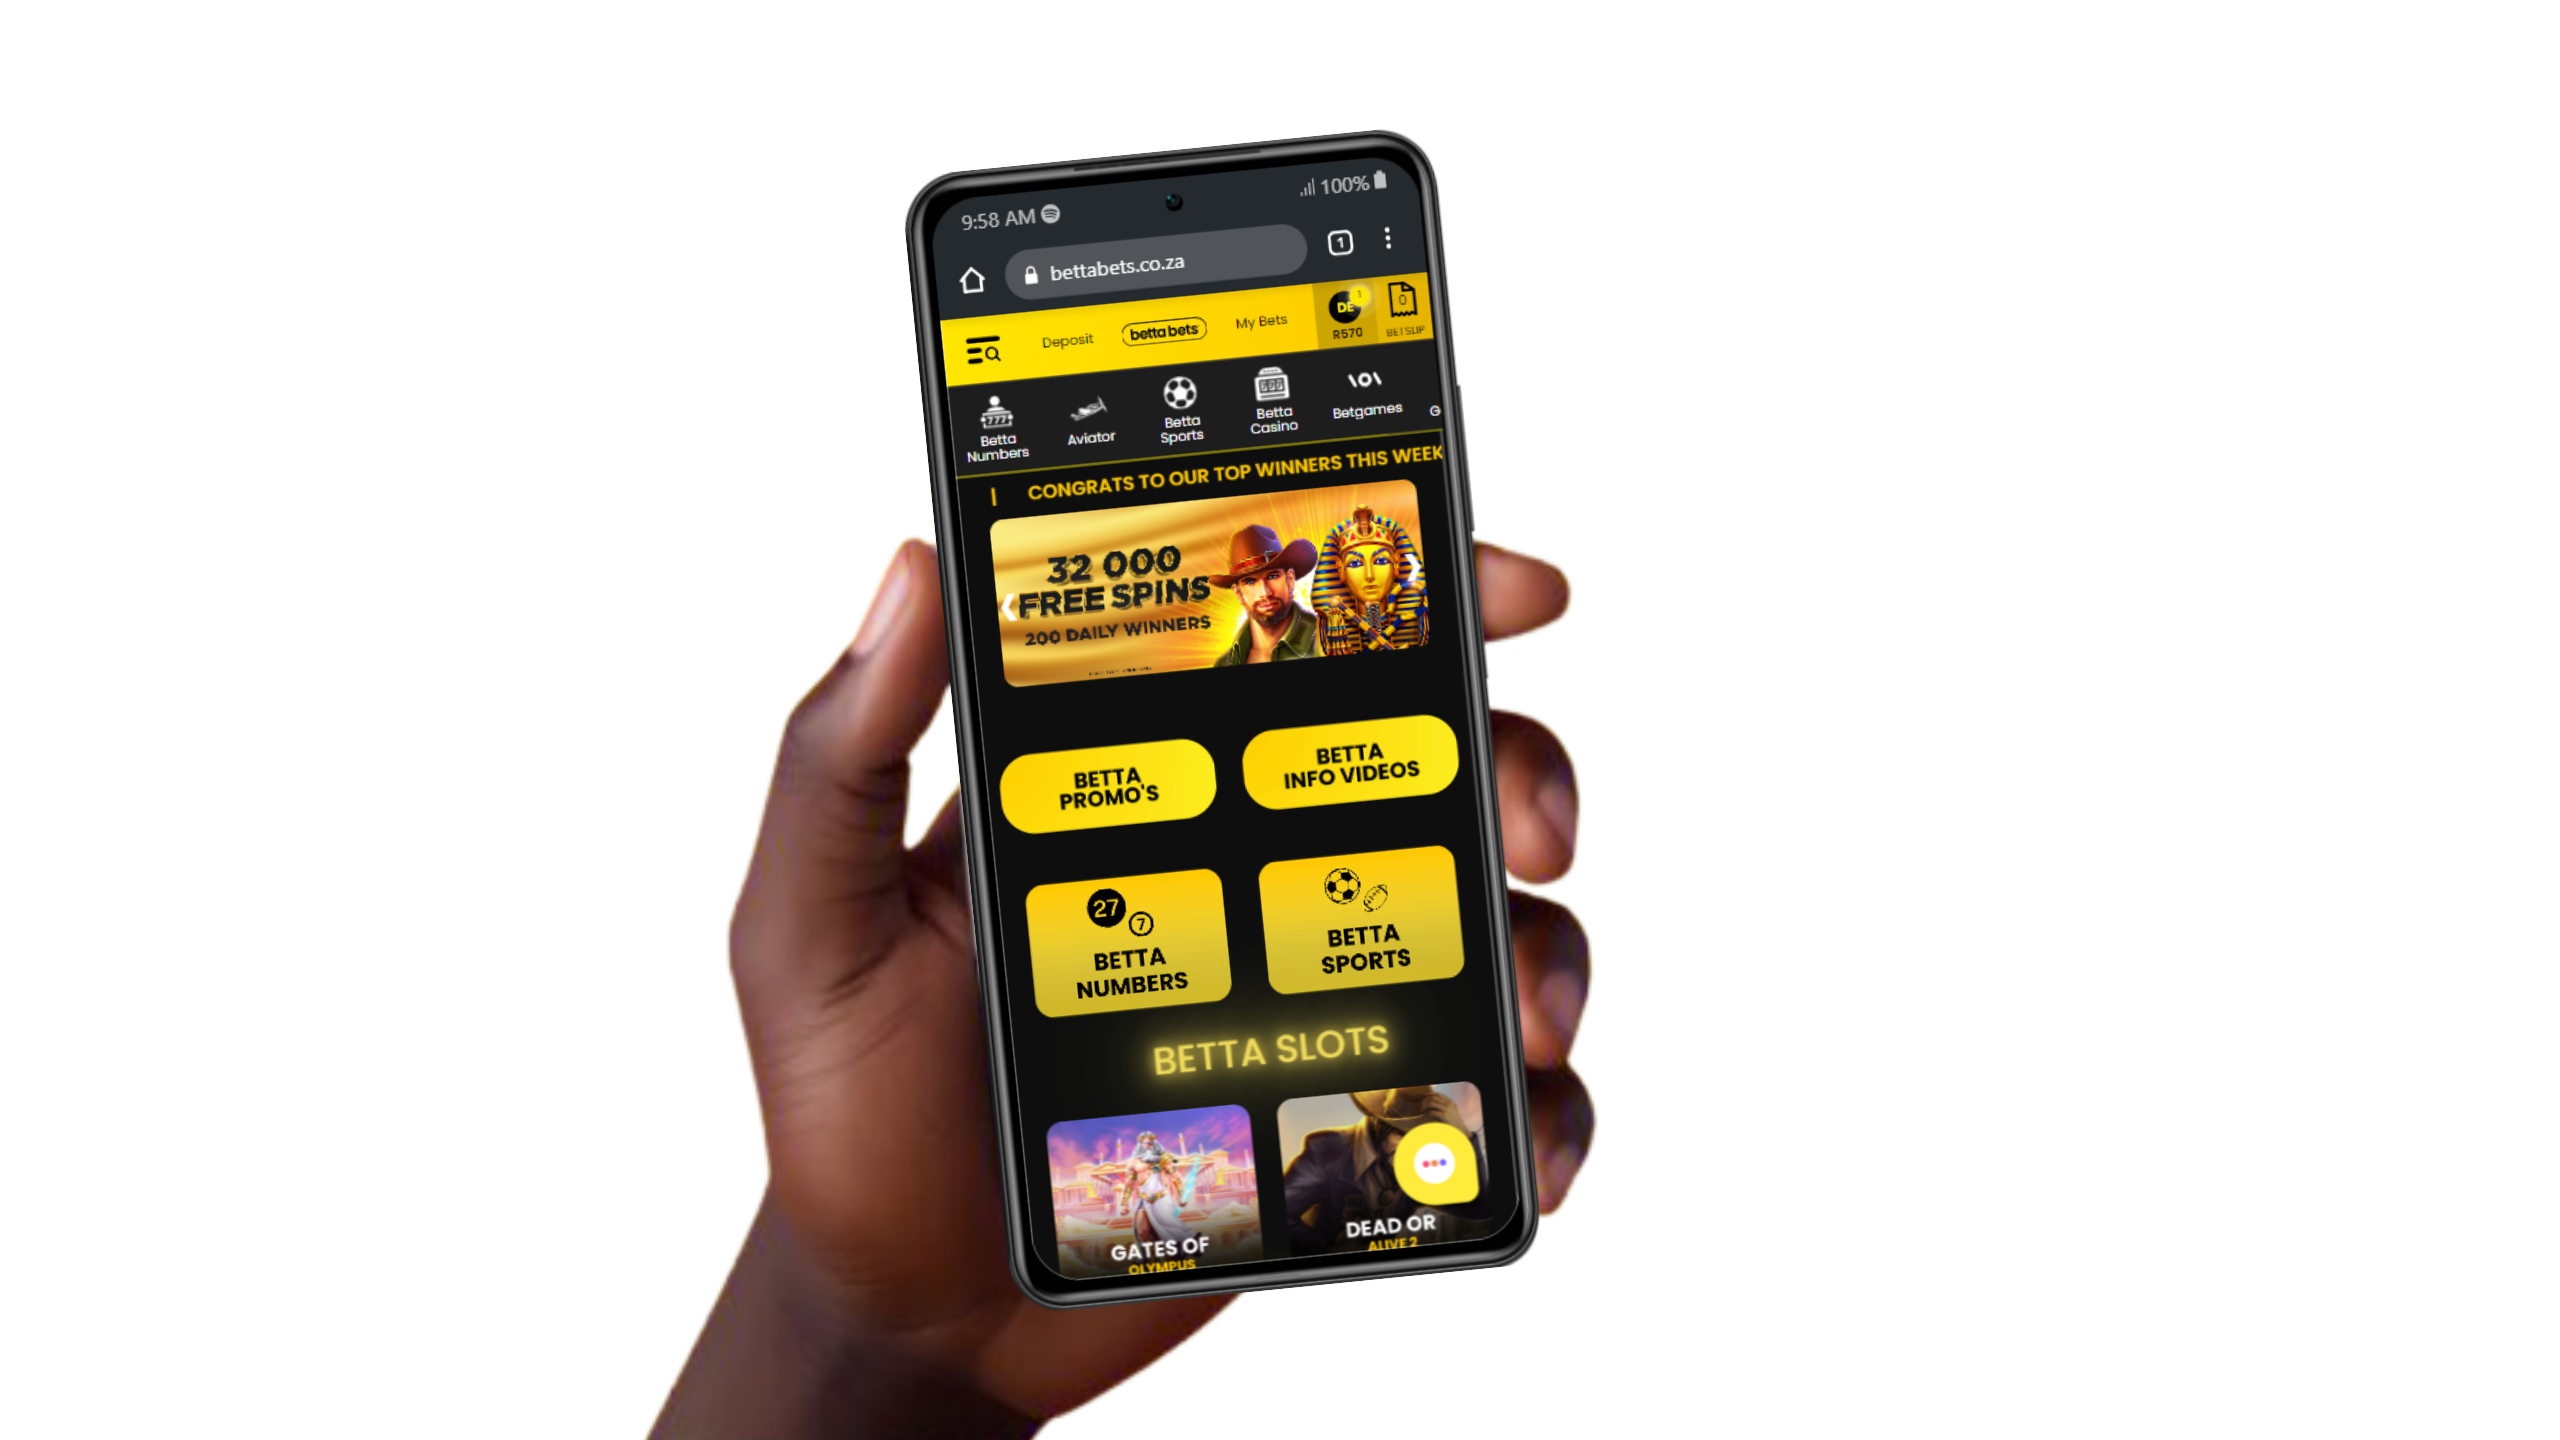 9:58 AM 100%
bettabets.co.za 1
Deposit betta bets My Bets DE 1 0
R570 BETSLIP
777
Betta Numbers Aviator Betta Sports Betta Casino Betgames G
| CONGRATS TO OUR TOP WINNERS THIS WEEK
32 000
FREE SPINS
200 DAILY WINNERS
BETTA
PROMO'S
BETTA
INFO VIDEOS
27 7
BETTA
NUMBERS
BETTA
SPORTS
BETTA SLOTS
GATES OF
OLYMPUS
DEAD OR
ALIVE 2